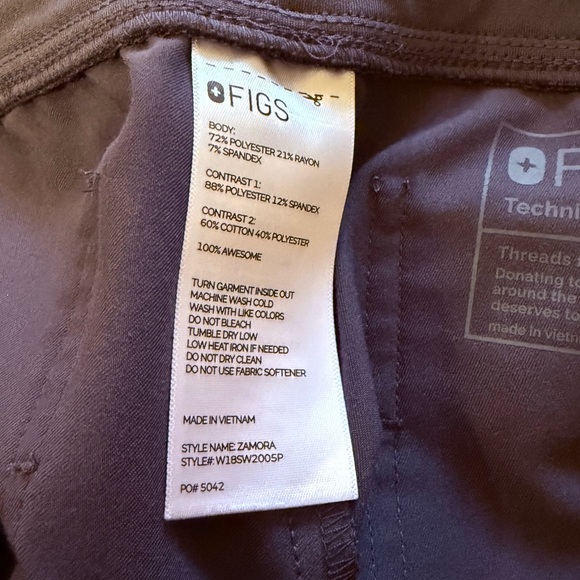 FIGS
BODY:
72% POLYESTER 21% RAYON
7% SPANDEX
CONTRAST 1:
88% POLYESTER 12% SPANDEX
CONTRAST 2:
60% COTTON 40% POLYESTER
100% AWESOME
TURN GARMENT INSIDE OUT
MACHINE WASH COLD
WASH WITH LIKE COLORS
DO NOT BLEACH
TUMBLE DRY LOW
LOW HEAT IRON IF NEEDED
DO NOT DRY CLEAN
DO NOT USE FABRIC SOFTENER
MADE IN VIETNAM
STYLE NAME: ZAMORA
STYLE#: W18SW2005P
PO# 5042
F
Techni
Threads
Donating to
around the
deserves to
made in Vietn